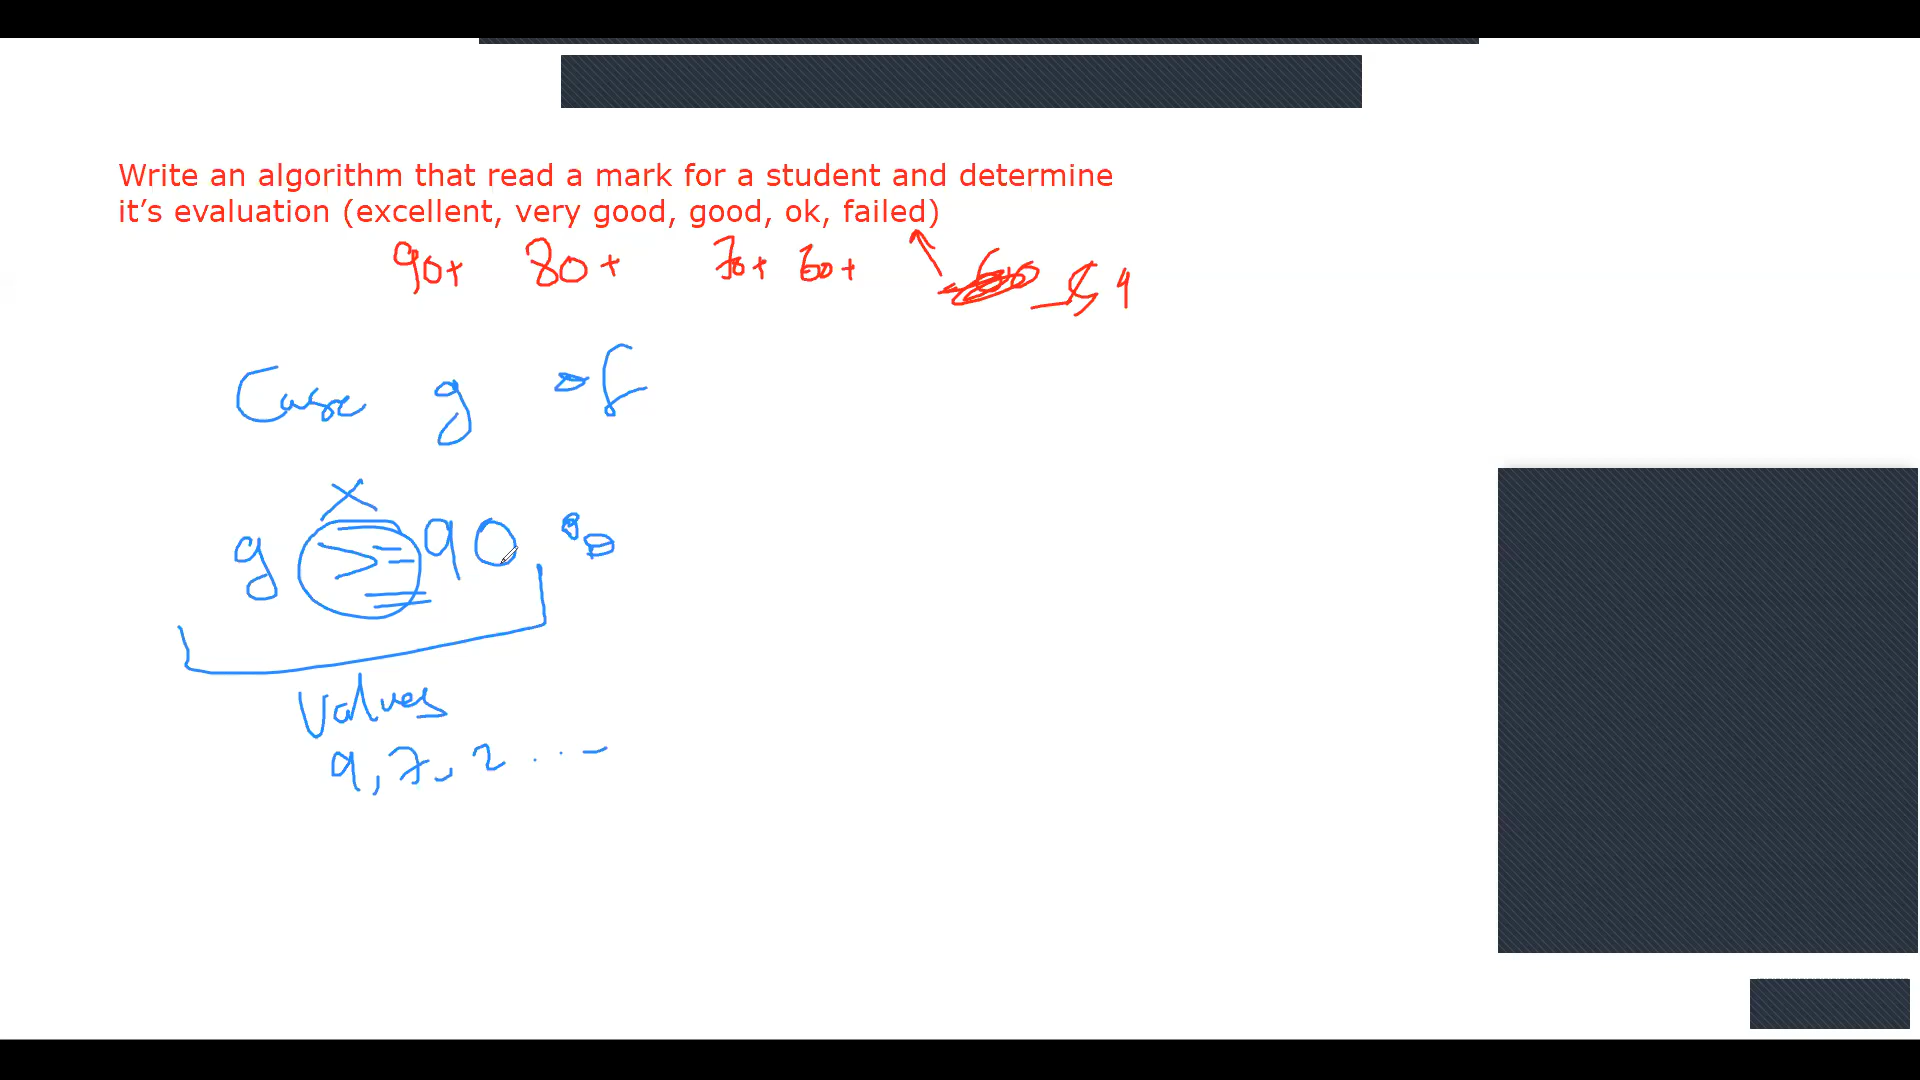 Write an algorithm that read a mark for a student and determine
it’s evaluation (excellent, very good, good, ok, failed)
90+ 80+ 70+ 60+
Case g of
X
g >= 90
Values
9, 7, 2 ...